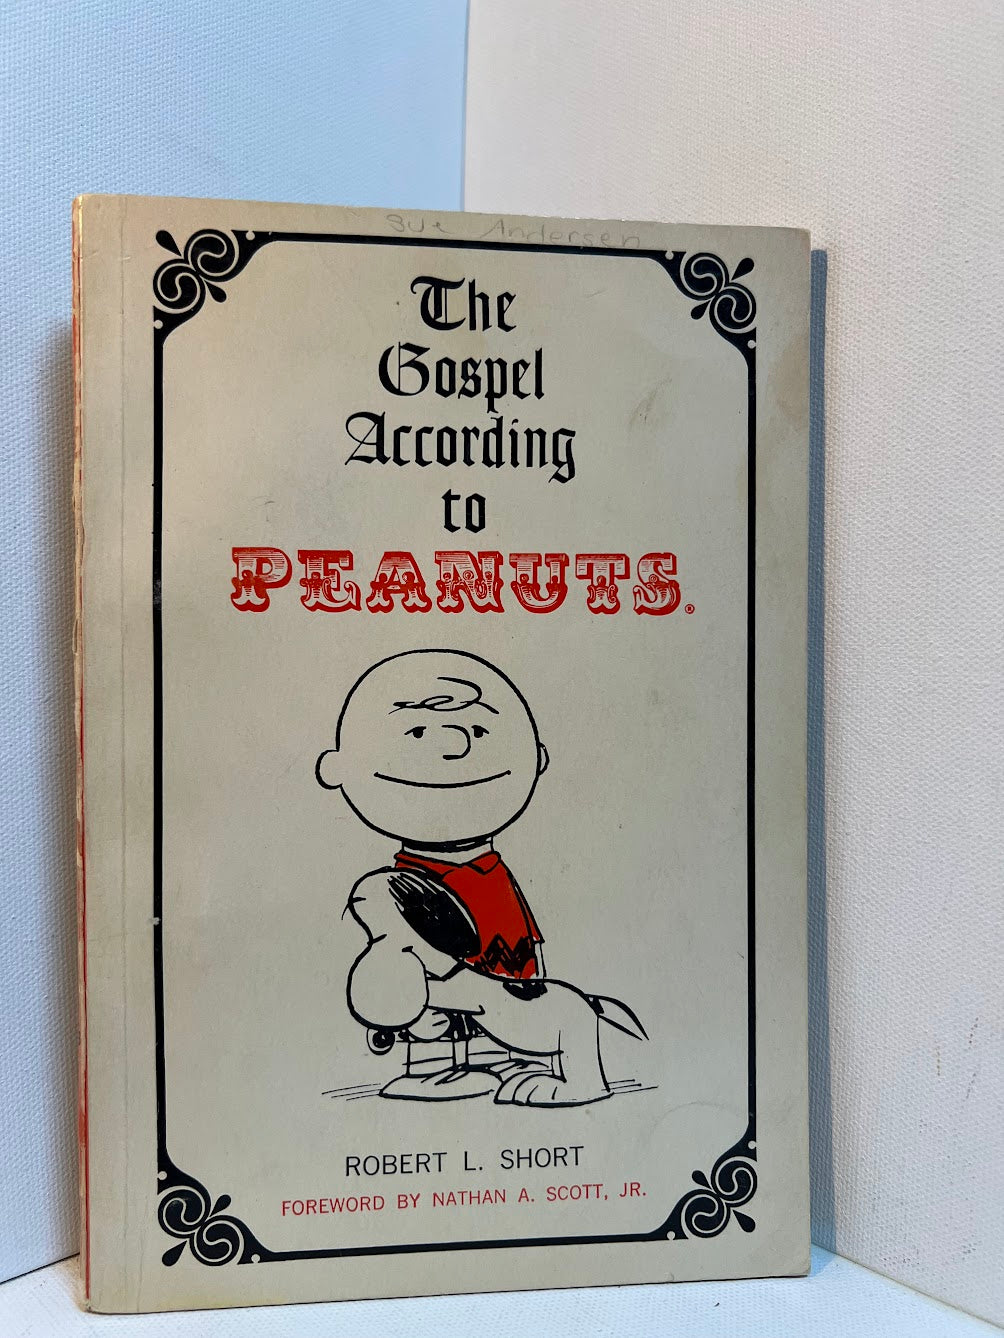 Sue Andersen
The
Gospel
According
to
PEANUTS®
ROBERT L. SHORT
FOREWORD BY NATHAN A. SCOTT, JR.